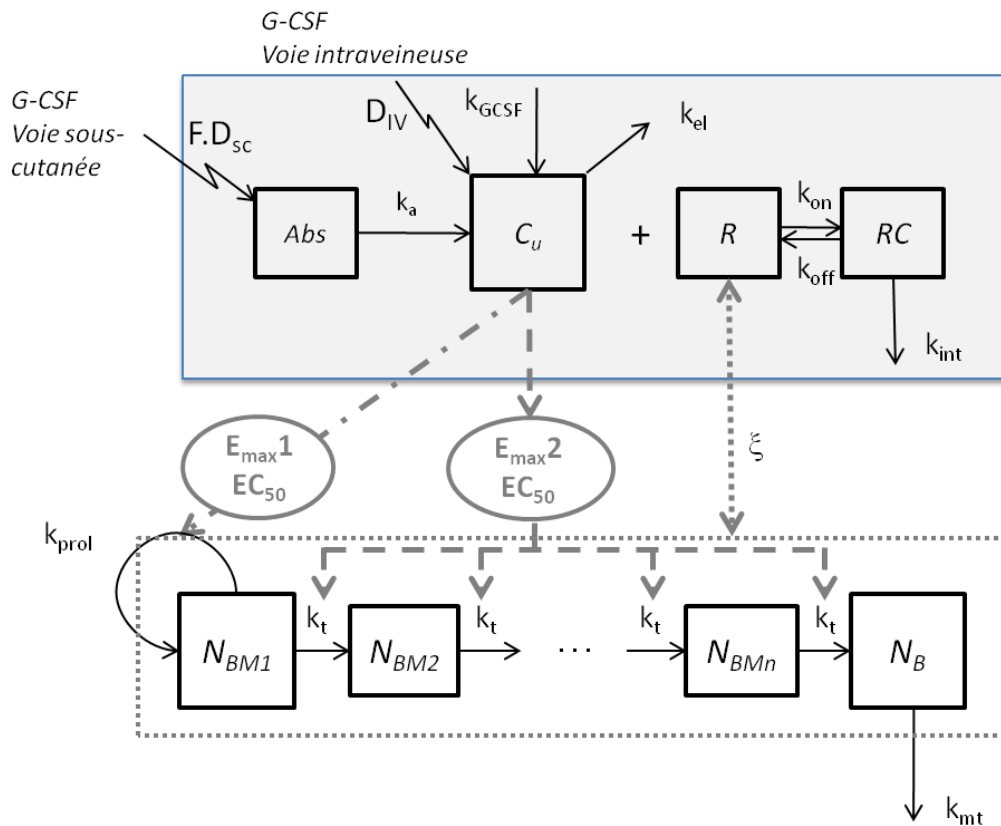 G-CSF
Voie intraveineuse
G-CSF
Voie sous-
cutanée
F.D_sc
D_IV
k_GCSF
k_el
k_a
Abs
C_u
+
R
k_on
k_off
RC
k_int
E_max1
EC_50
E_max2
EC_50
ξ
k_prol
k_t
k_t
k_t
k_t
N_BM1
N_BM2
...
N_BMn
N_B
k_mt